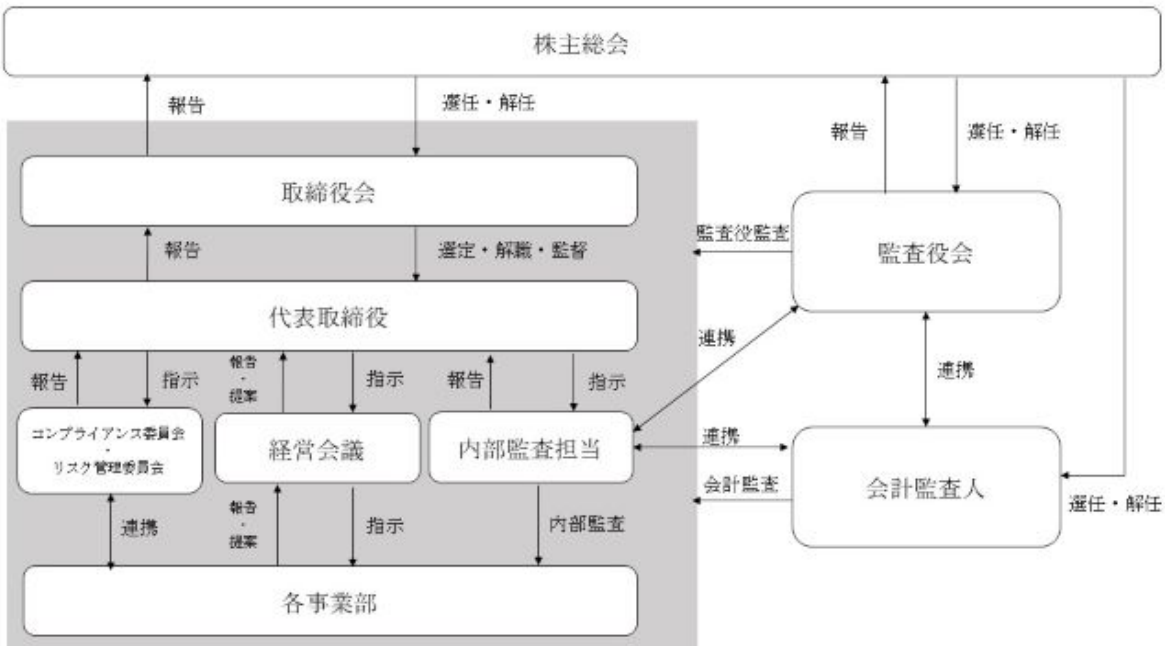 株主総会
報告
選任・解任
報告
選任・解任
取締役会
監査役会
監査役監査
報告
選定・解職・監督
代表取締役
連携
連携
報告
指示
報告
・
提案
指示
報告
指示
コンプライアンス委員会
・
リスク管理委員会
経営会議
内部監査担当
連携
会計監査
会計監査人
選任・解任
連携
報告
・
提案
指示
内部監査
各事業部